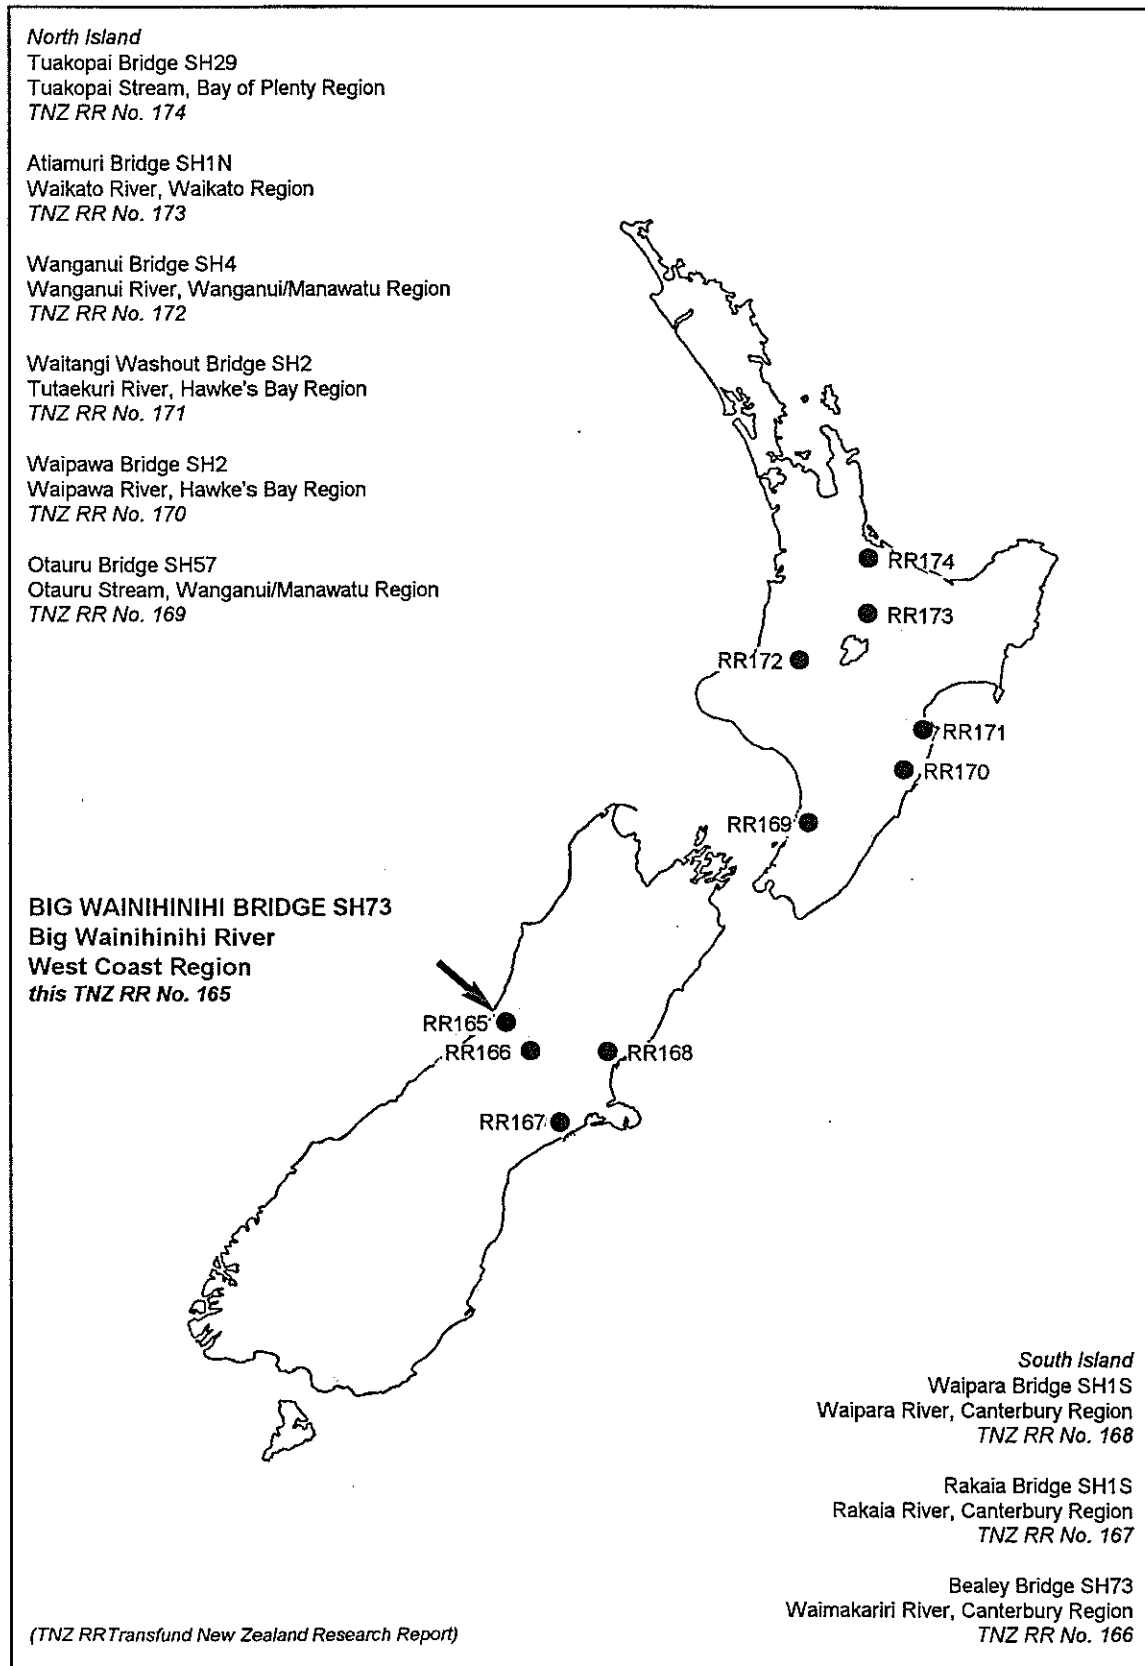 North Island
Tuakopai Bridge SH29
Tuakopai Stream, Bay of Plenty Region
TNZ RR No. 174
Atiamuri Bridge SH1N
Waikato River, Waikato Region
TNZ RR No. 173
Wanganui Bridge SH4
Wanganui River, Wanganui/Manawatu Region
TNZ RR No. 172
Waitangi Washout Bridge SH2
Tutaekuri River, Hawke's Bay Region
TNZ RR No. 171
Waipawa Bridge SH2
Waipawa River, Hawke's Bay Region
TNZ RR No. 170
Otauru Bridge SH57
Otauru Stream, Wanganui/Manawatu Region
TNZ RR No. 169
RR174
RR173
RR172
RR171
RR170
RR169
BIG WAINIHINIHI BRIDGE SH73
Big Wainihinihi River
West Coast Region
this TNZ RR No. 165
RR165
RR166
RR168
RR167
South Island
Waipara Bridge SH1S
Waipara River, Canterbury Region
TNZ RR No. 168
Rakaia Bridge SH1S
Rakaia River, Canterbury Region
TNZ RR No. 167
Bealey Bridge SH73
Waimakariri River, Canterbury Region
TNZ RR No. 166
(TNZ RR Transfund New Zealand Research Report)